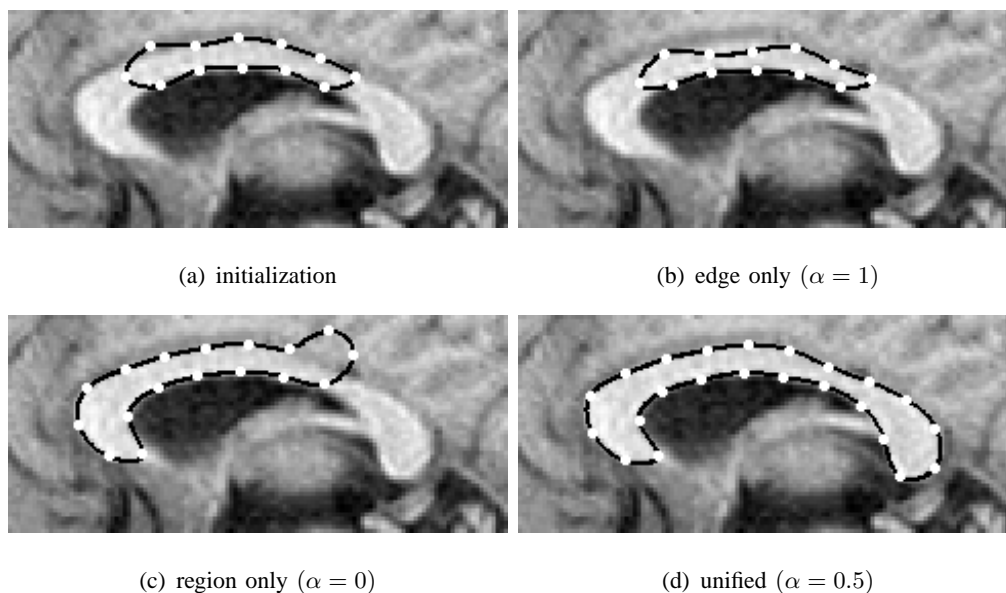 (a) initialization
(b) edge only (α = 1)
(c) region only (α = 0)
(d) unified (α = 0.5)